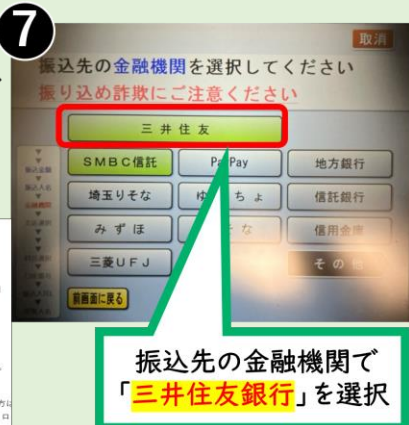 7
取消
振込先の金融機関を選択してください
振り込め詐欺にご注意ください
三井住友
SMBC信託
PayPay
地方銀行
埼玉りそな
ゆうちょ
信託銀行
みずほ
信用金庫
三菱UFJ
その他
前画面に戻る
振込先の金融機関で
「三井住友銀行」を選択